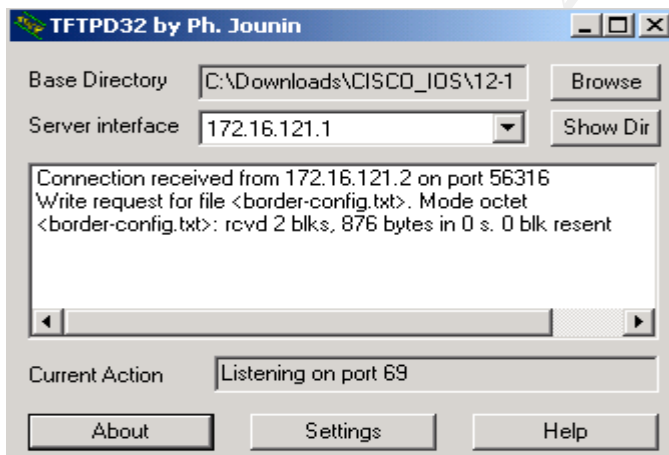 TFTPD32 by Ph. Jounin
Base Directory C:\Downloads\CISCO_IOS\12-1 Browse
Server interface 172.16.121.1 Show Dir
Connection received from 172.16.121.2 on port 56316
Write request for file <border-config.txt>. Mode octet
<border-config.txt>: rcvd 2 blks, 876 bytes in 0 s. 0 blk resent
Current Action Listening on port 69
About Settings Help